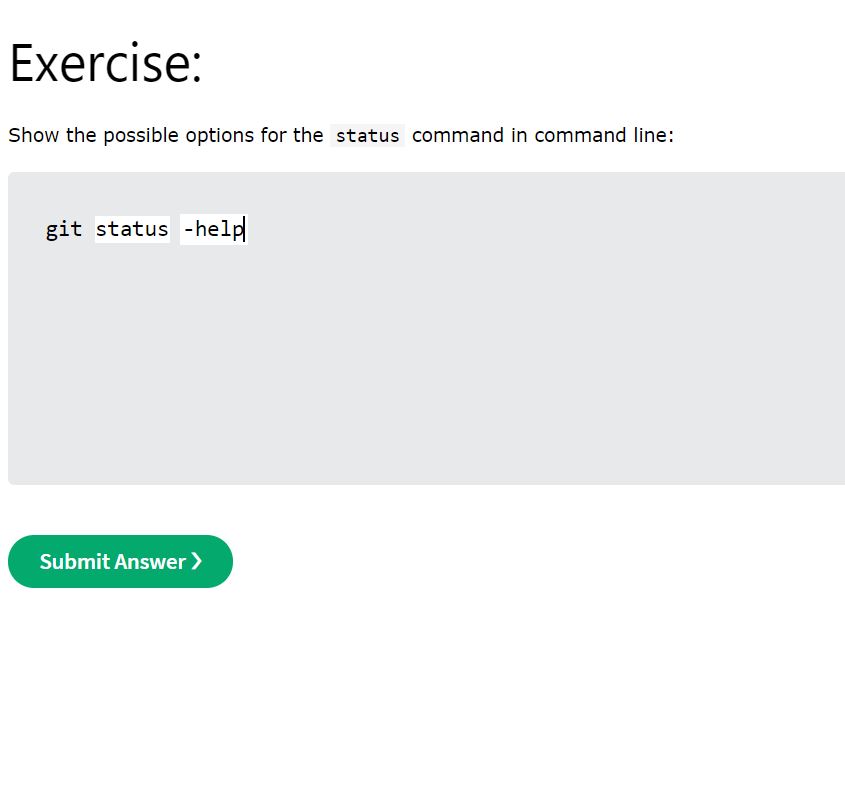 Exercise:
Show the possible options for the status command in command line:
git status -help
Submit Answer ❯